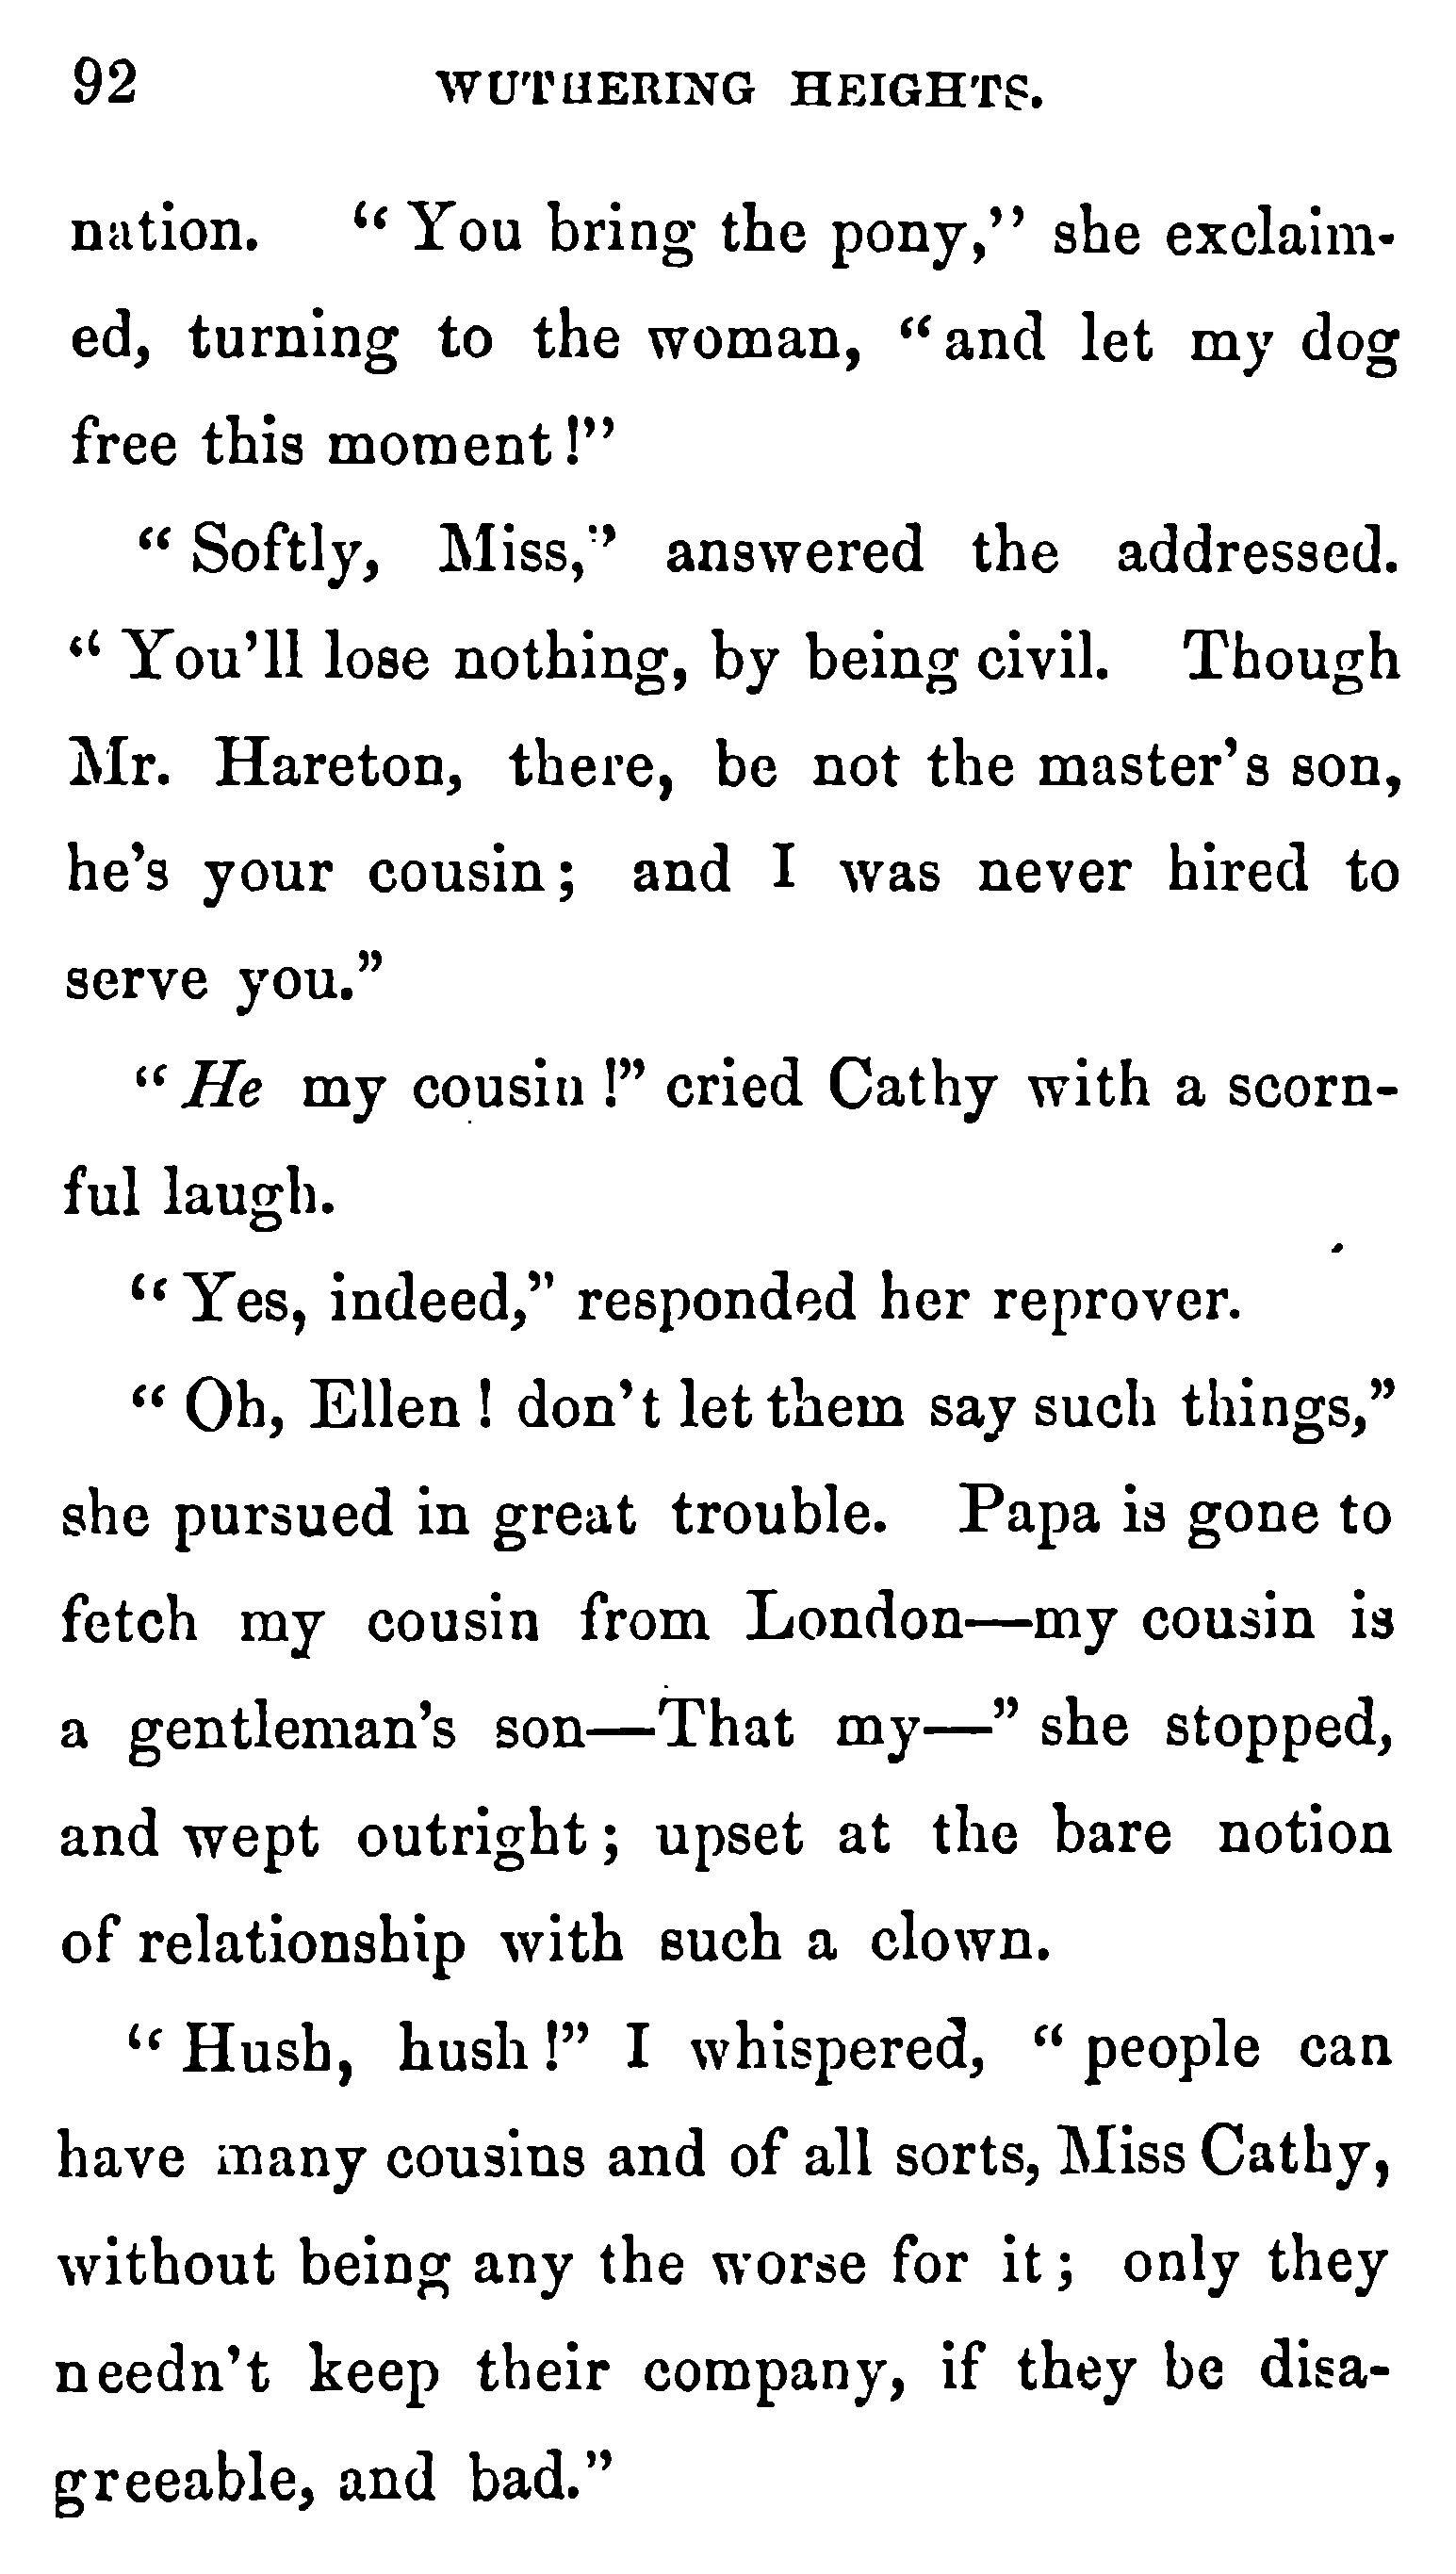 92 WUTHERING HEIGHTS.
nation. “You bring the pony,” she exclaim-
ed, turning to the woman, “and let my dog
free this moment!”
“Softly, Miss,” answered the addressed.
“You’ll lose nothing, by being civil. Though
Mr. Hareton, there, be not the master’s son,
he’s your cousin; and I was never hired to
serve you.”
“He my cousin!” cried Cathy with a scorn-
ful laugh.
“Yes, indeed,” responded her reprover.
“Oh, Ellen! don’t let them say such things,”
she pursued in great trouble. Papa is gone to
fetch my cousin from London—my cousin is
a gentleman’s son—That my—” she stopped,
and wept outright; upset at the bare notion
of relationship with such a clown.
“Hush, hush!” I whispered, “people can
have many cousins and of all sorts, Miss Cathy,
without being any the worse for it; only they
needn’t keep their company, if they be disa-
greeable, and bad.”